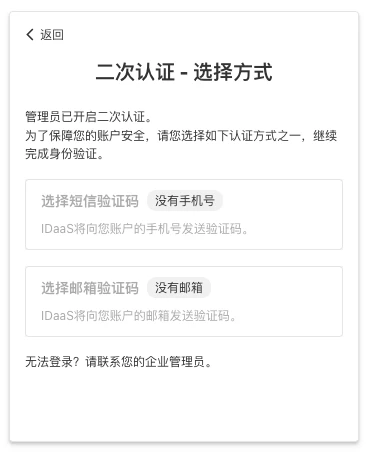 返回
二次认证 - 选择方式
管理员已开启二次认证。
为了保障您的账户安全，请您选择如下认证方式之一，继续
完成身份验证。
选择短信验证码 没有手机号
IDaaS将向您账户的手机号发送验证码。
选择邮箱验证码 没有邮箱
IDaaS将向您账户的邮箱发送验证码。
无法登录？请联系您的企业管理员。